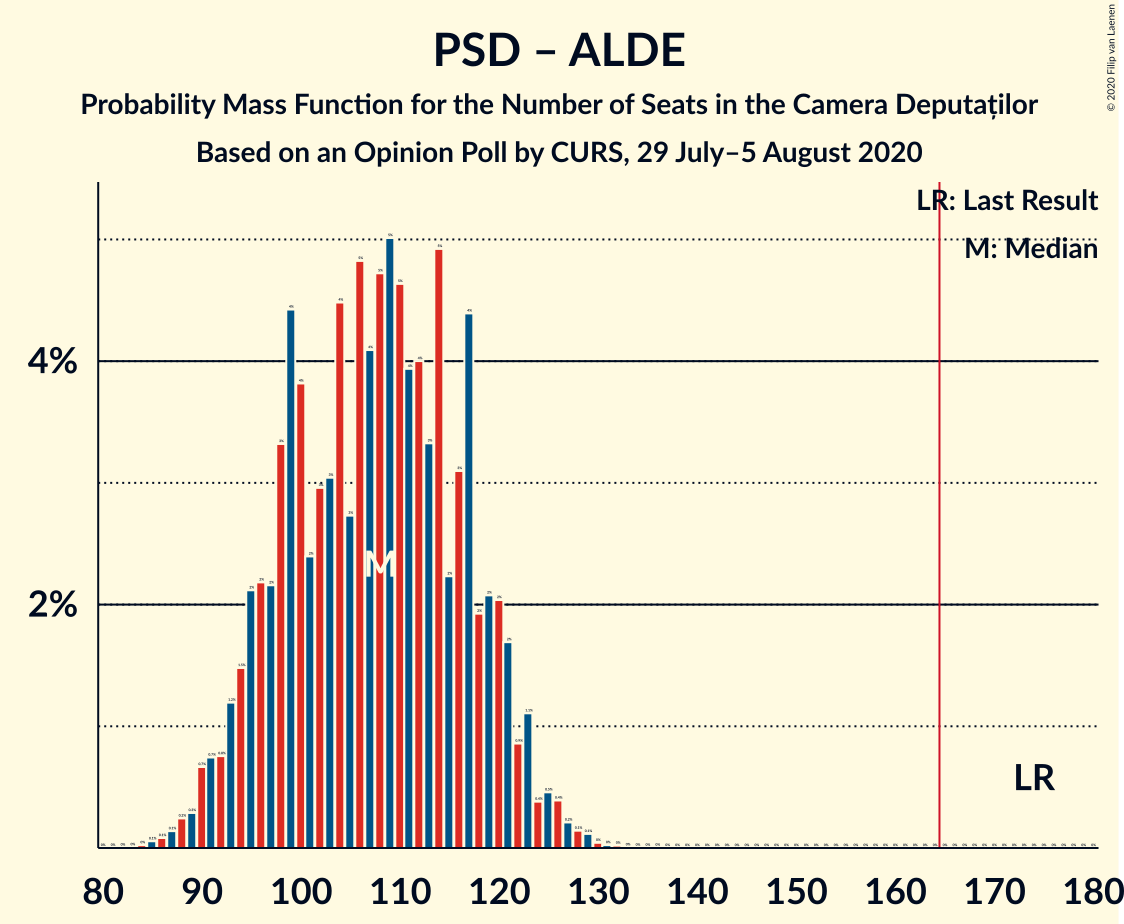 PSD – ALDE
Probability Mass Function for the Number of Seats in the Camera Deputaților
Based on an Opinion Poll by CURS, 29 July–5 August 2020
© 2020 Filip van Laenen
LR: Last Result
M: Median
4%
2%
M
LR
80 90 100 110 120 130 140 150 160 170 180